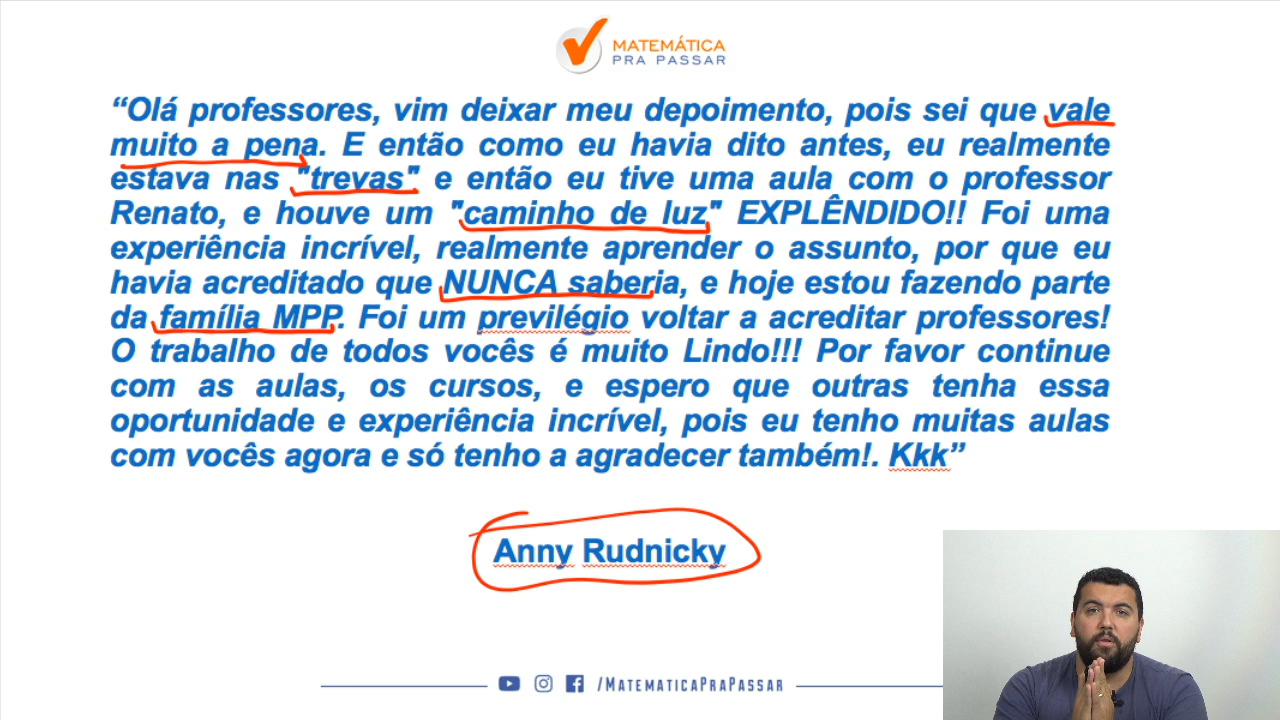 MATEMÁTICA
PRA PASSAR
“Olá professores, vim deixar meu depoimento, pois sei que vale
muito a pena. E então como eu havia dito antes, eu realmente
estava nas "trevas" e então eu tive uma aula com o professor
Renato, e houve um "caminho de luz" EXPLÊNDIDO!! Foi uma
experiência incrível, realmente aprender o assunto, por que eu
havia acreditado que NUNCA saberia, e hoje estou fazendo parte
da família MPP. Foi um previlégio voltar a acreditar professores!
O trabalho de todos vocês é muito Lindo!!! Por favor continue
com as aulas, os cursos, e espero que outras tenha essa
oportunidade e experiência incrível, pois eu tenho muitas aulas
com vocês agora e só tenho a agradecer também!. Kkk”
Anny Rudnicky
/MATEMATICAPRAPASSAR